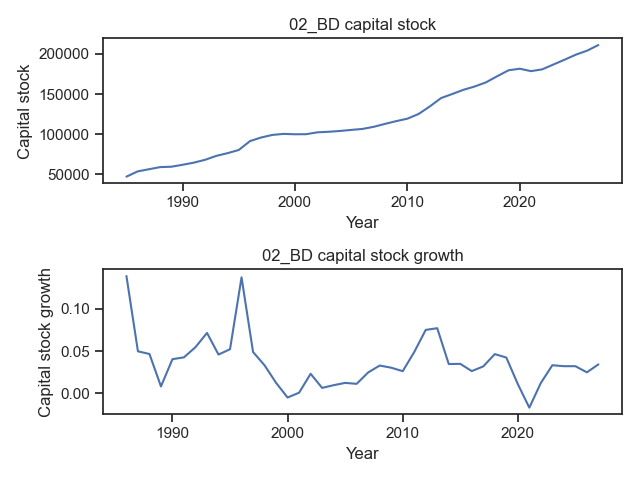 02_BD capital stock
Capital stock
200000
150000
100000
50000
1990 2000 2010 2020
Year
02_BD capital stock growth
Capital stock growth
0.10
0.05
0.00
1990 2000 2010 2020
Year